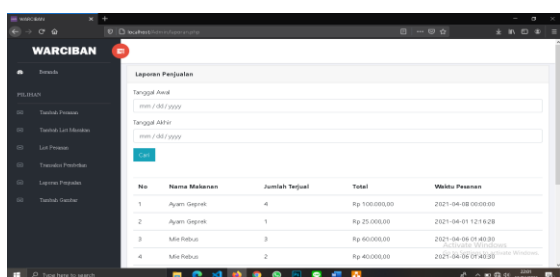 WARCIBAN
localhost/admin/laporan.php
WARCIBAN
Beranda
PILIHAN
Tambah Pesanan
Tambah List Masakan
List Pesanan
Transaksi Pembelian
Laporan Penjualan
Tambah Gambar
Laporan Penjualan
Tanggal Awal
mm / dd / yyyy
Tanggal Akhir
mm / dd / yyyy
Cari
No Nama Makanan Jumlah Terjual Total Waktu Pesanan
1 Ayam Geprek 4 Rp 100.000,00 2021-04-08 00:00:00
2 Ayam Geprek 1 Rp 25.000,00 2021-04-01 12:16:28
3 Mie Rebus 3 Rp 60.000,00 2021-04-06 01:40:30
4 Mie Rebus 2 Rp 40.000,00 2021-04-06 01:40:30
Activate Windows
Type here to search